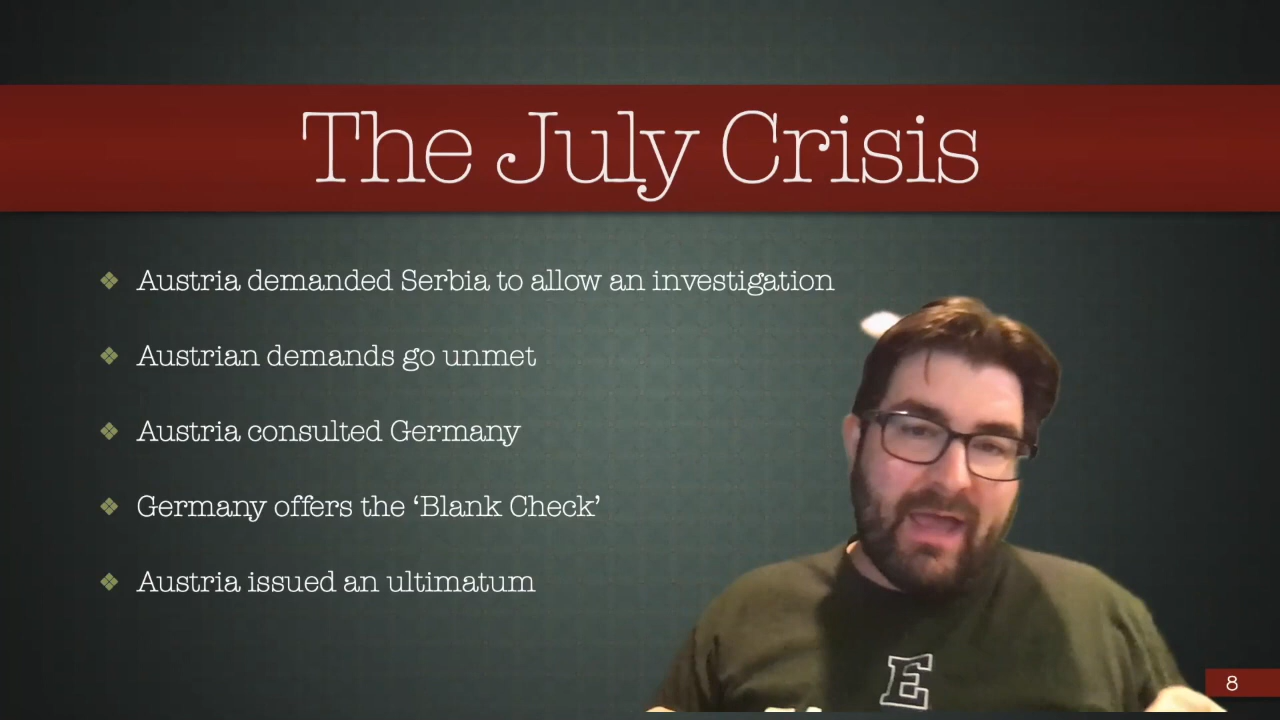 The July Crisis
Austria demanded Serbia to allow an investigation
Austrian demands go unmet
Austria consulted Germany
Germany offers the ‘Blank Check’
Austria issued an ultimatum
E
8